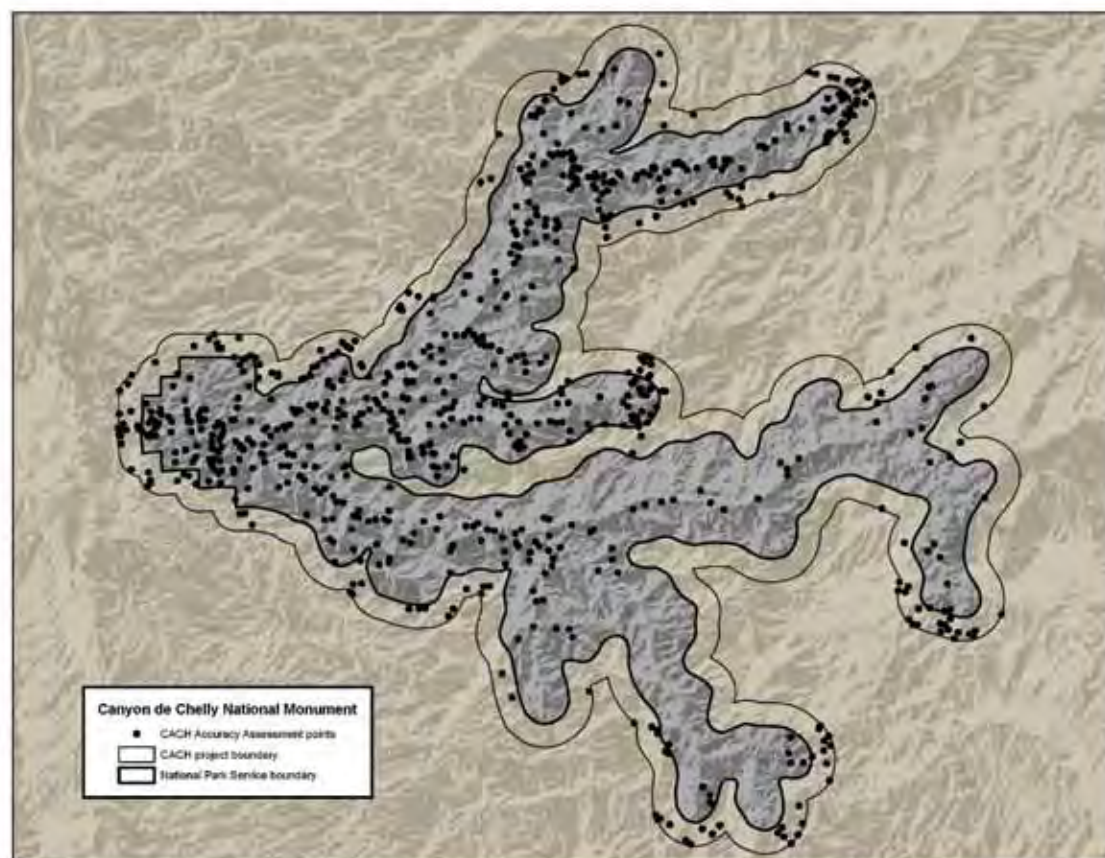 Canyon de Chelly National Monument
CACH Accuracy Assessment points
CACH project boundary
National Park Service boundary